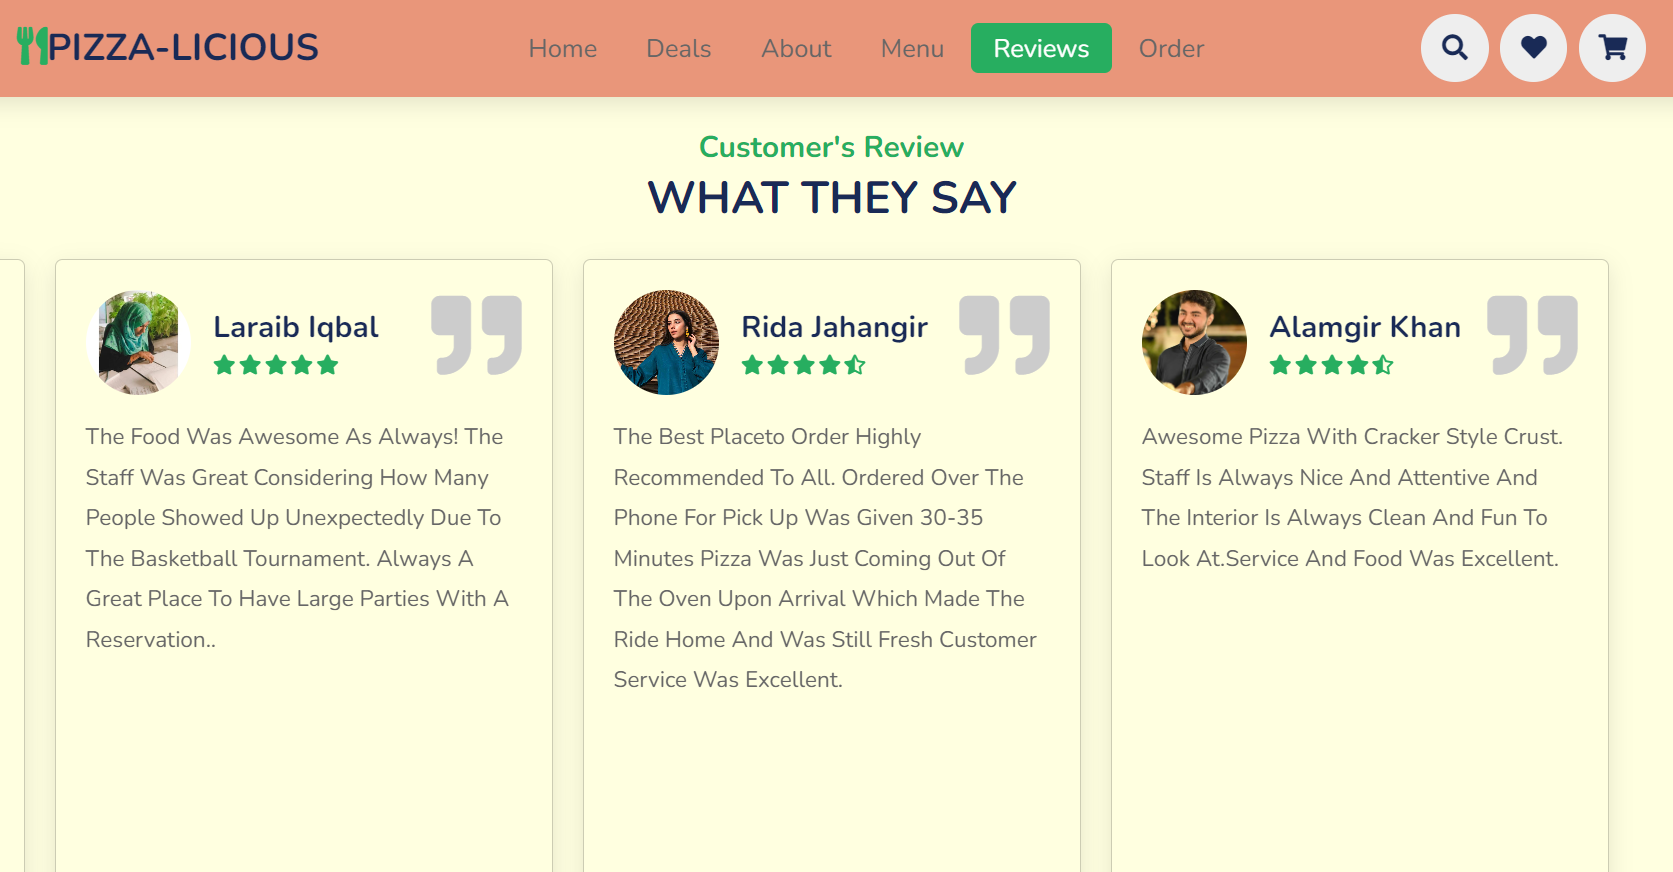 PIZZA-LICIOUS
Home Deals About Menu Reviews Order
Customer's Review
WHAT THEY SAY
Laraib Iqbal
The Food Was Awesome As Always! The
Staff Was Great Considering How Many
People Showed Up Unexpectedly Due To
The Basketball Tournament. Always A
Great Place To Have Large Parties With A
Reservation..
Rida Jahangir
The Best Placeto Order Highly
Recommended To All. Ordered Over The
Phone For Pick Up Was Given 30-35
Minutes Pizza Was Just Coming Out Of
The Oven Upon Arrival Which Made The
Ride Home And Was Still Fresh Customer
Service Was Excellent.
Alamgir Khan
Awesome Pizza With Cracker Style Crust.
Staff Is Always Nice And Attentive And
The Interior Is Always Clean And Fun To
Look At.Service And Food Was Excellent.